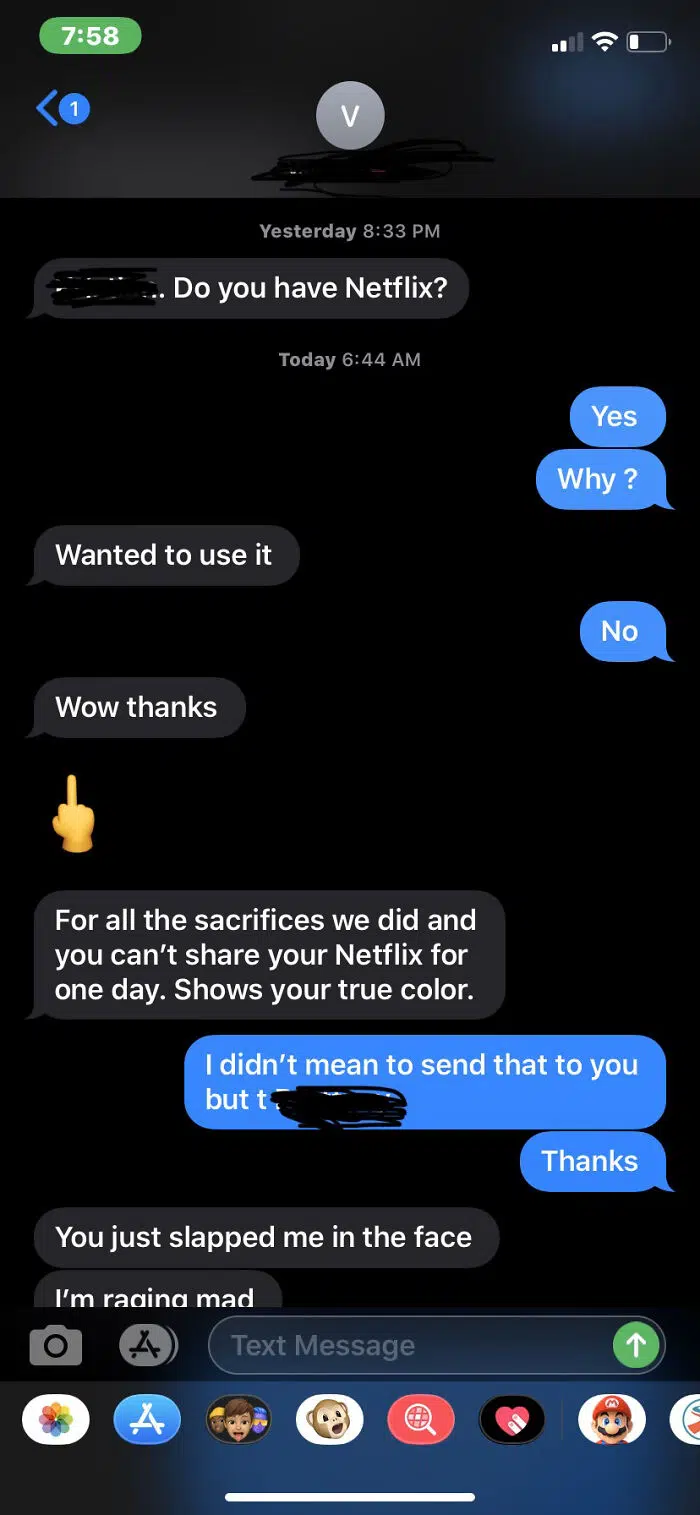 7:58
1
V
Yesterday 8:33 PM
.. Do you have Netflix?
Today 6:44 AM
Yes
Why ?
Wanted to use it
No
Wow thanks
🖕
For all the sacrifices we did and
you can’t share your Netflix for
one day. Shows your true color.
I didn’t mean to send that to you
but t
Thanks
You just slapped me in the face
I’m raging mad
Text Message